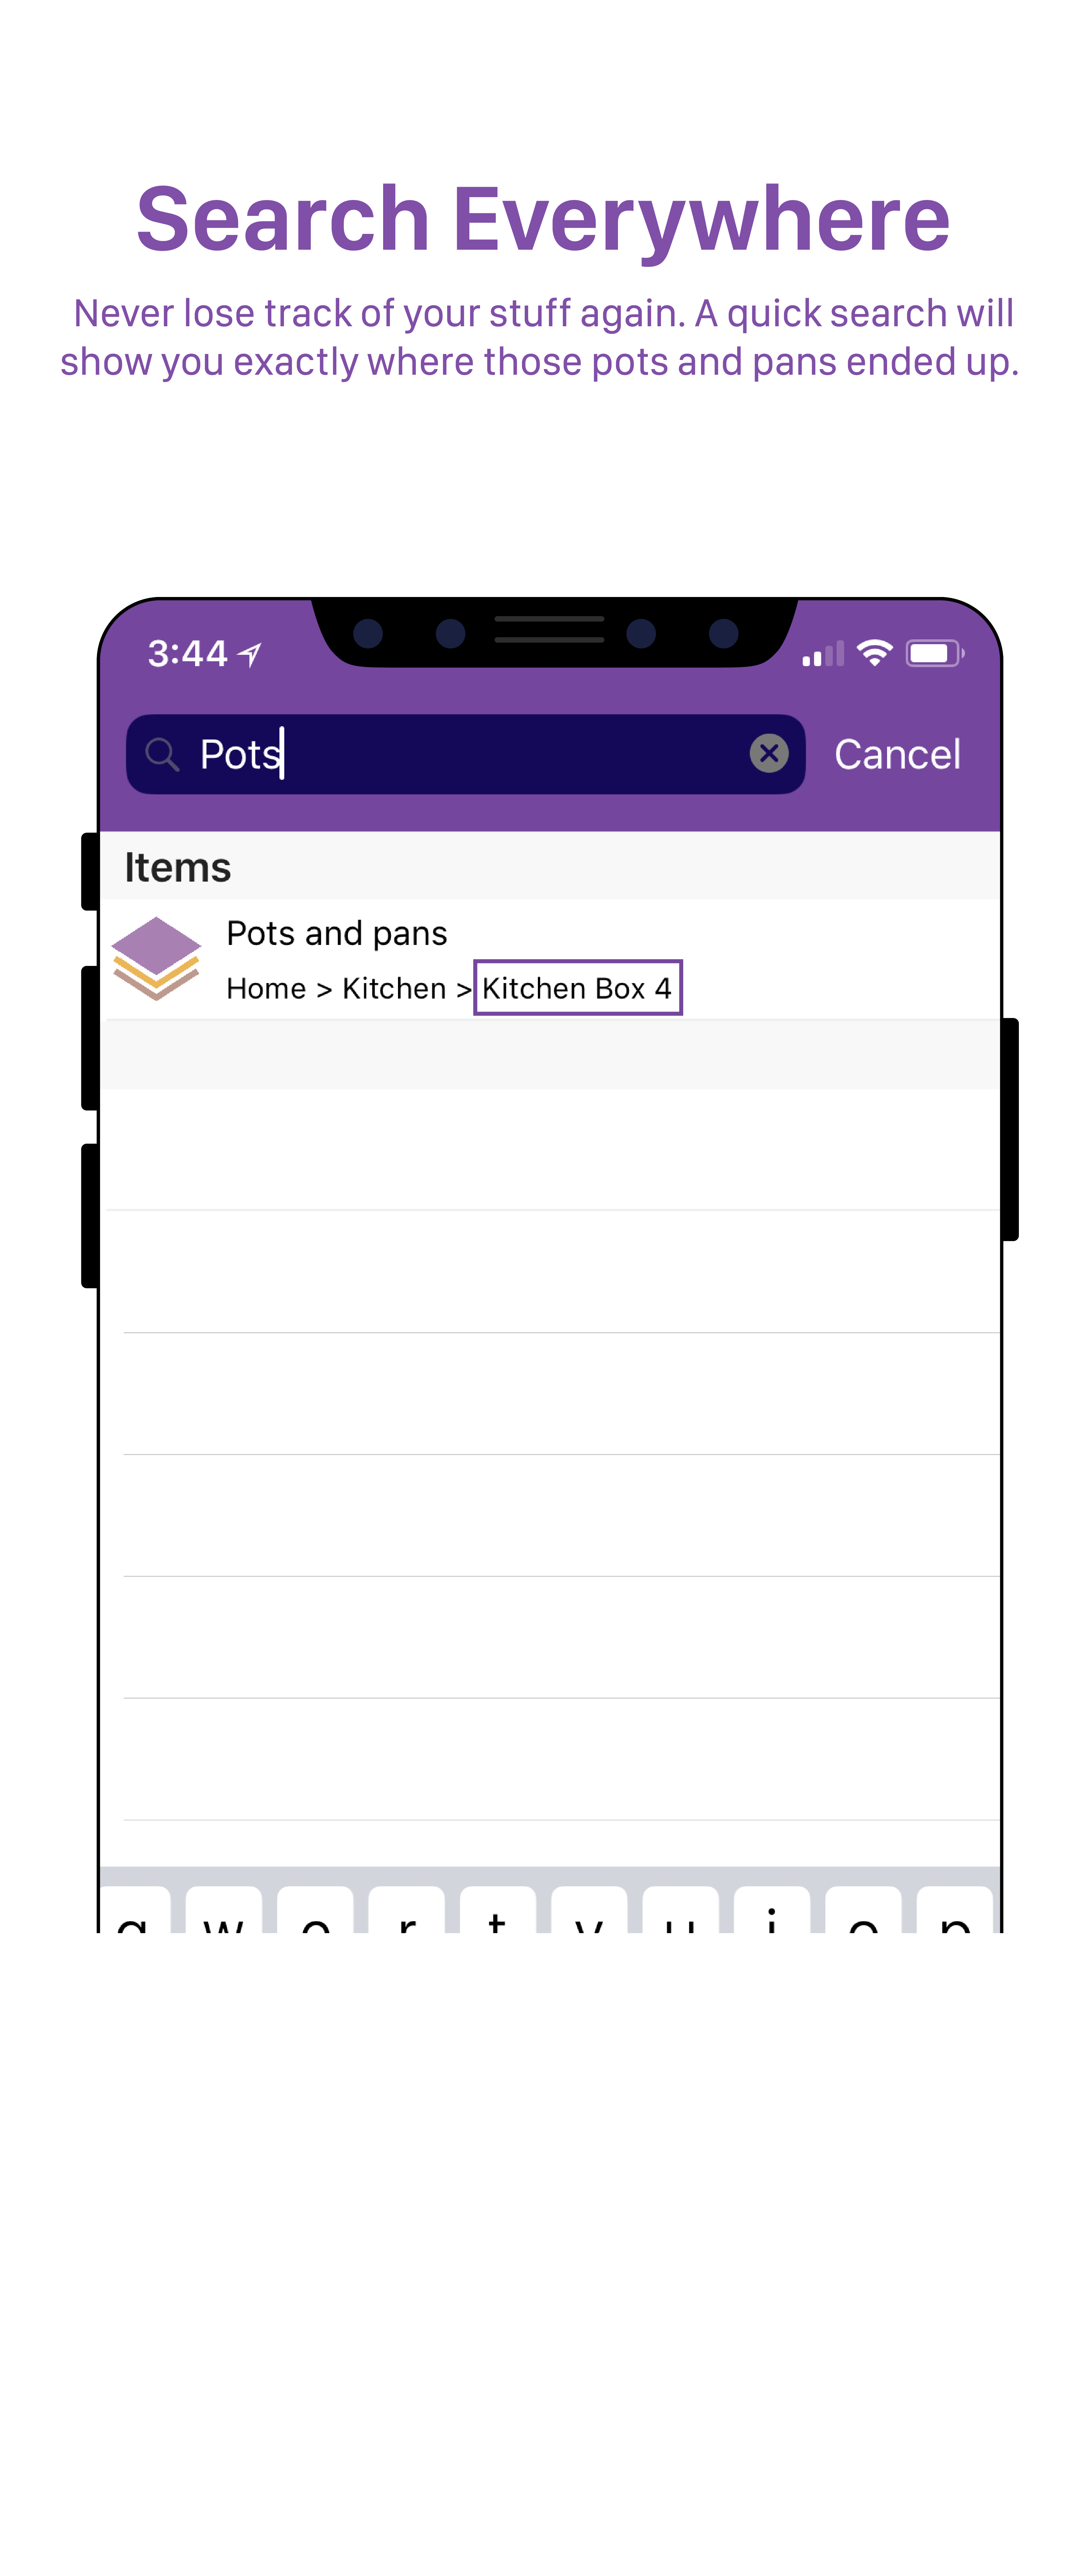 Search Everywhere
Never lose track of your stuff again. A quick search will
show you exactly where those pots and pans ended up.
3:44
Pots
Cancel
Items
Pots and pans
Home > Kitchen > Kitchen Box 4
q w e r t y u i o p